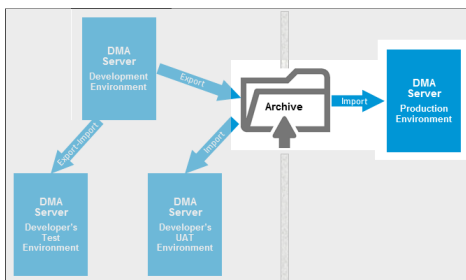 DMA
Server
Development
Environment
Export
Archive
Import
DMA
Server
Production
Environment
Export-Import
Import
DMA
Server
Developer's
Test
Environment
DMA
Server
Developer's
UAT
Environment